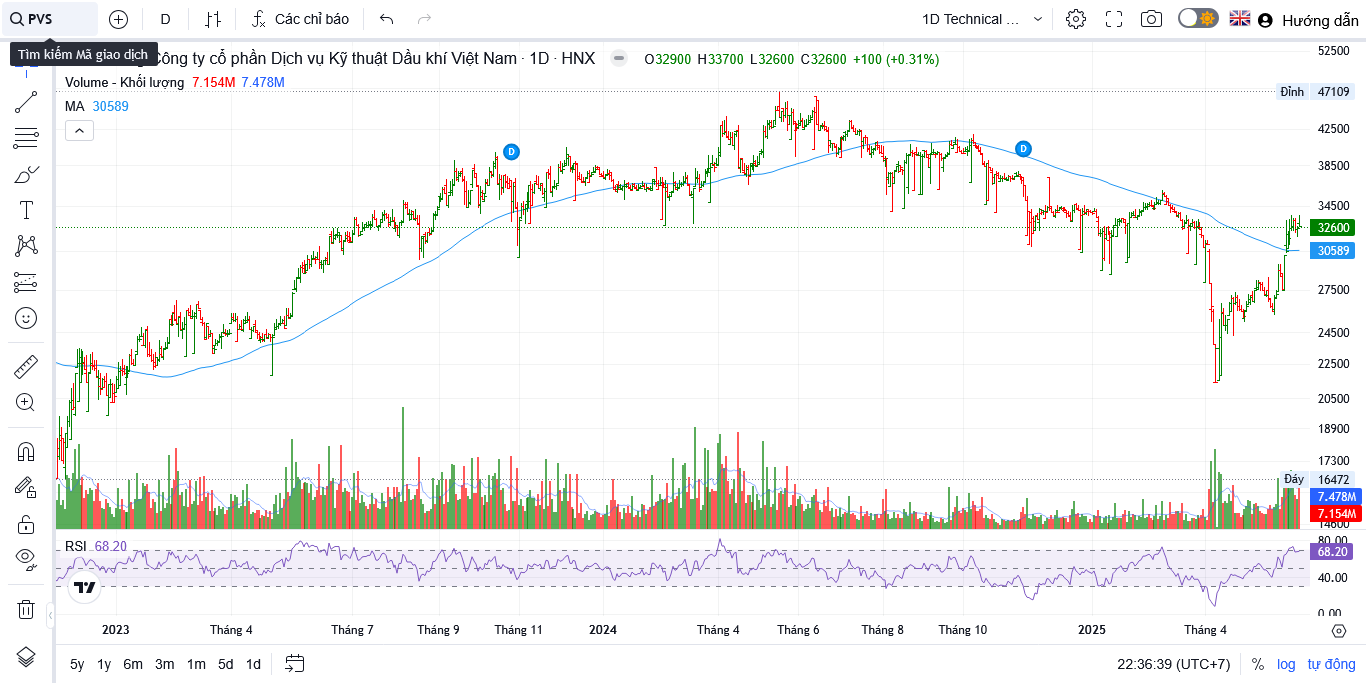 PVS
D
Các chỉ báo
1D Technical ...
Hướng dẫn
Tìm kiếm Mã giao dịch
Công ty cổ phần Dịch vụ Kỹ thuật Dầu khí Việt Nam · 1D · HNX
O32900 H33700 L32600 C32600 +100 (+0.31%)
Volume - Khối lượng 7.154M 7.478M
MA 30589
52500
Đỉnh 47109
42500
38500
34500
32600
30589
27500
24500
22500
20500
18900
17300
Đáy 16472
7.478M
7.154M
14600
D
D
RSI 68.20
80.00
68.20
40.00
0.00
2023
Tháng 4
Tháng 7
Tháng 9
Tháng 11
2024
Tháng 4
Tháng 6
Tháng 8
Tháng 10
2025
Tháng 4
5y 1y 6m 3m 1m 5d 1d
22:36:39 (UTC+7)
% log tự động